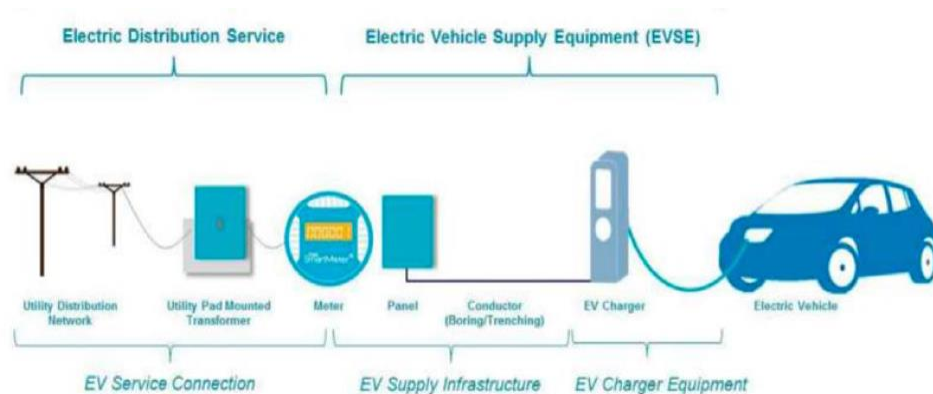 Electric Distribution Service
Electric Vehicle Supply Equipment (EVSE)
SmartMeter
Utility Distribution
Network
Utility Pad Mounted
Transformer
Meter
Panel
Conductor
(Boring/Trenching)
EV Charger
Electric Vehicle
EV Service Connection
EV Supply Infrastructure
EV Charger Equipment